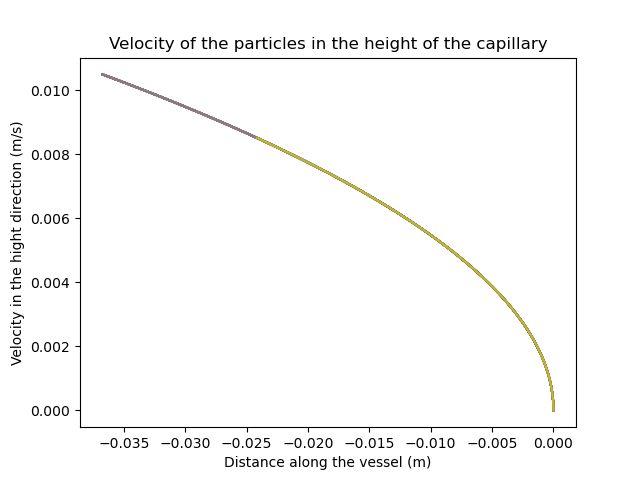 Velocity of the particles in the height of the capillary
0.010
0.008
0.006
0.004
0.002
0.000
Velocity in the hight direction (m/s)
−0.035 −0.030 −0.025 −0.020 −0.015 −0.010 −0.005 0.000
Distance along the vessel (m)